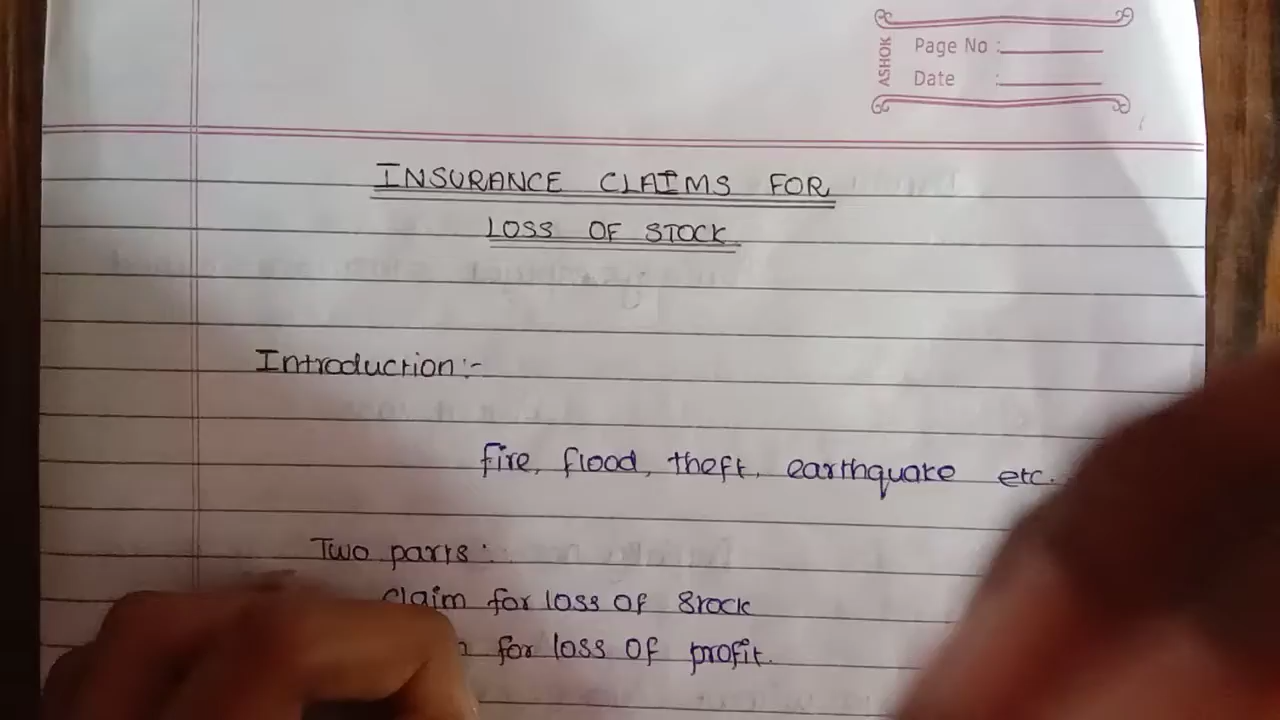 ASHOK
Page No :
Date :
INSURANCE CLAIMS FOR
LOSS OF STOCK
Introduction :-
fire, flood, theft, earthquake etc.
Two parts :
Claim for loss of Stock
for loss of profit.